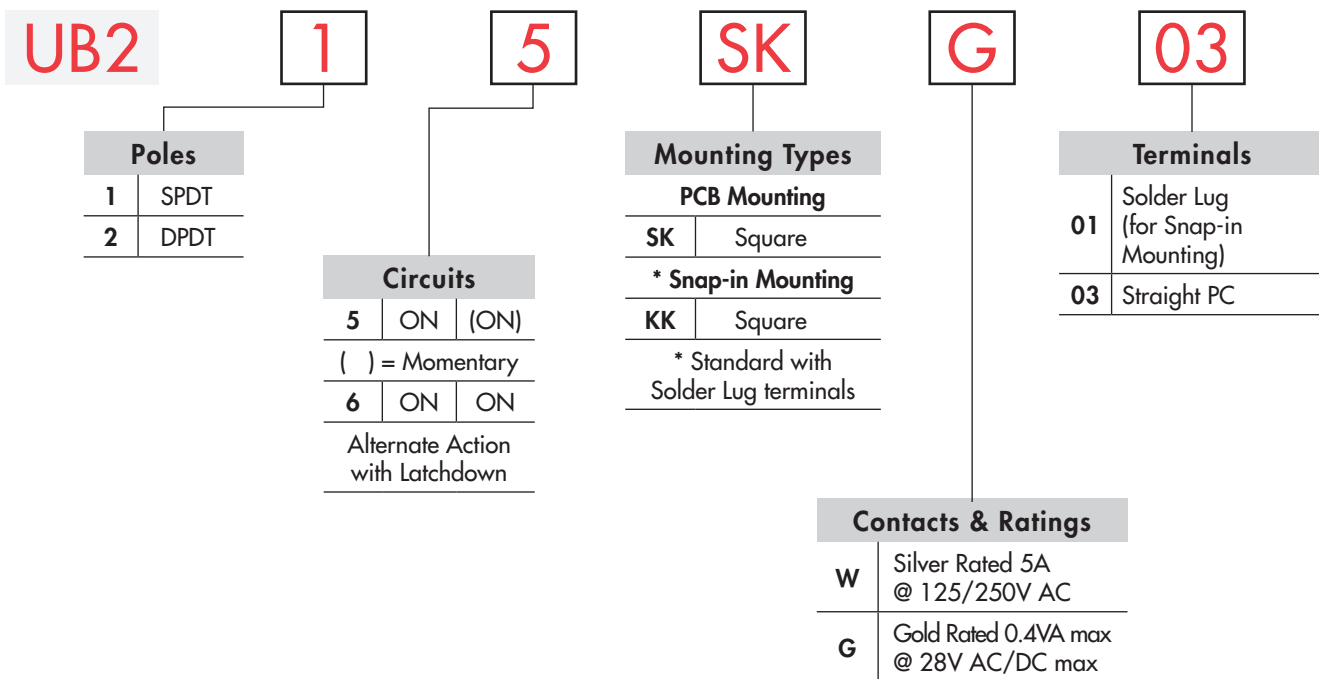 UB2 1 5 SK G 03
Poles
1 SPDT
2 DPDT
Circuits
5 ON (ON)
( ) = Momentary
6 ON ON
Alternate Action
with Latchdown
Mounting Types
PCB Mounting
SK Square
* Snap-in Mounting
KK Square
* Standard with
Solder Lug terminals
Contacts & Ratings
W Silver Rated 5A
@ 125/250V AC
G Gold Rated 0.4VA max
@ 28V AC/DC max
Terminals
01 Solder Lug
(for Snap-in
Mounting)
03 Straight PC